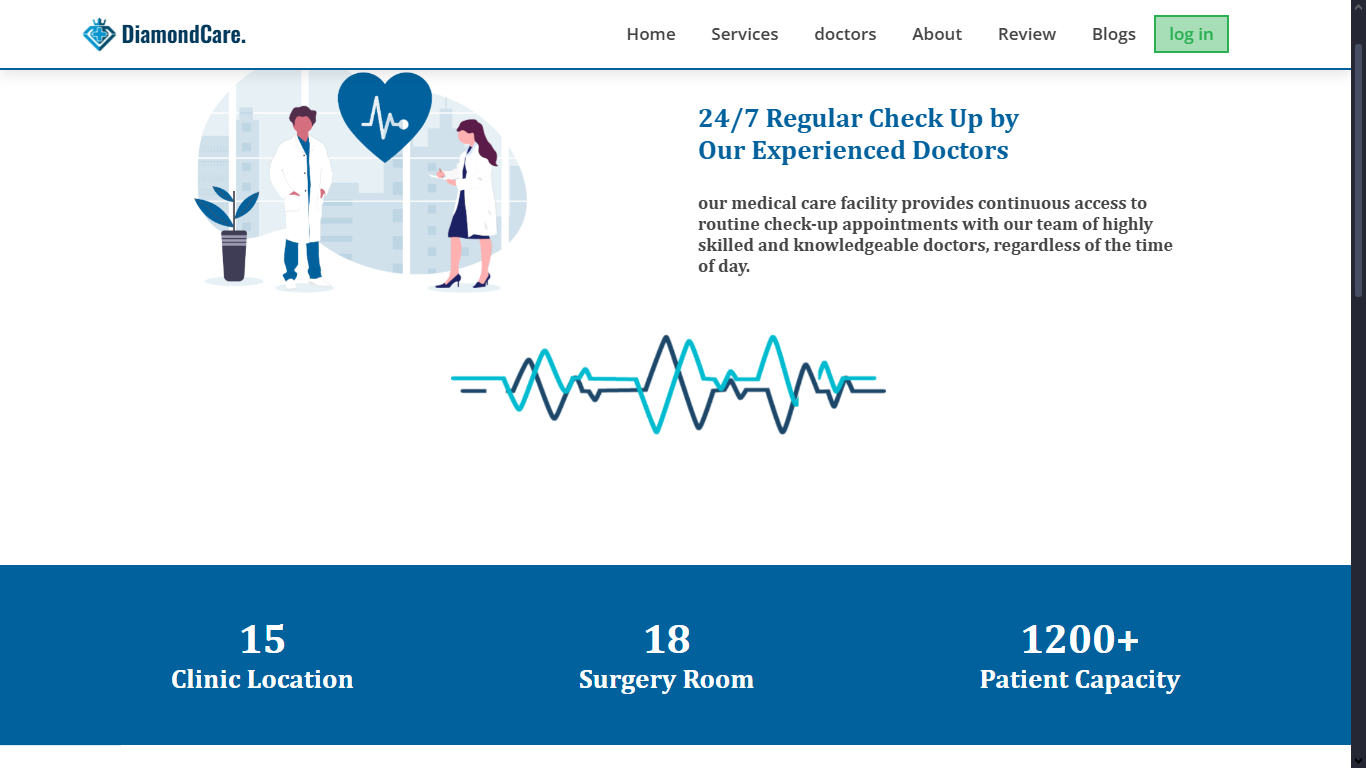 DiamondCare.
Home Services doctors About Review Blogs log in
24/7 Regular Check Up by
Our Experienced Doctors
our medical care facility provides continuous access to
routine check-up appointments with our team of highly
skilled and knowledgeable doctors, regardless of the time
of day.
15
Clinic Location
18
Surgery Room
1200+
Patient Capacity